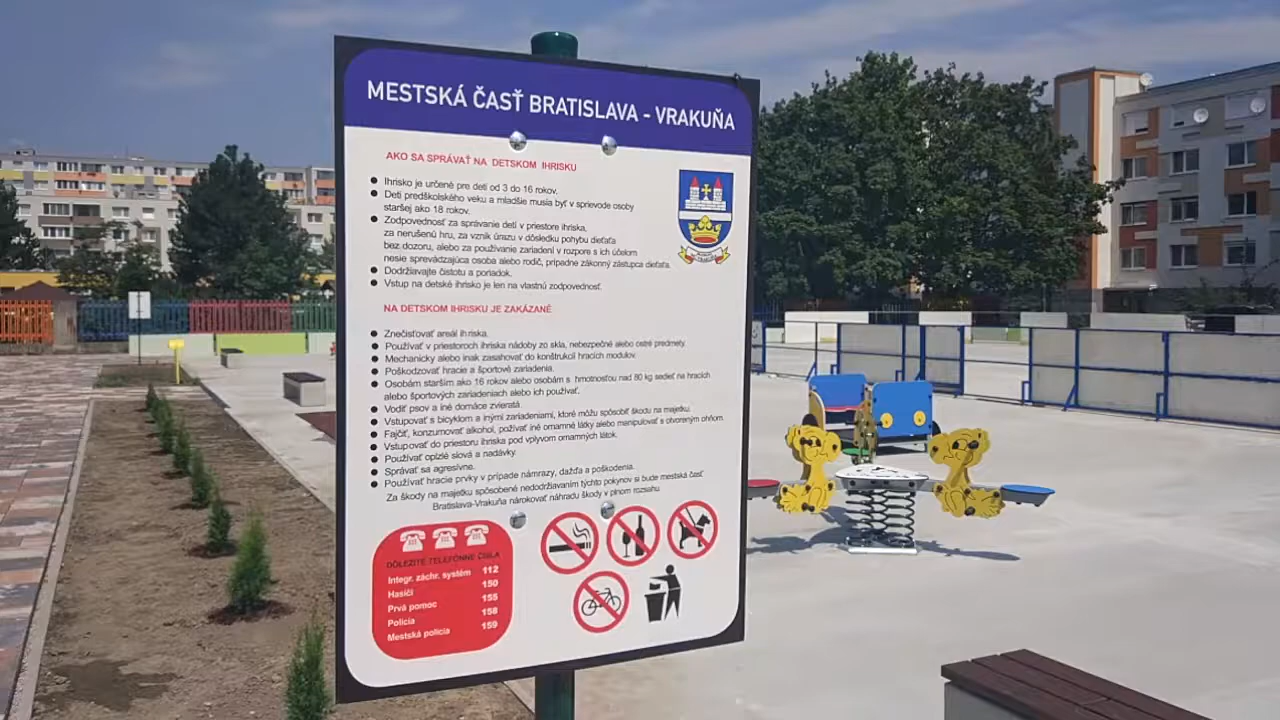 MESTSKÁ ČASŤ BRATISLAVA - VRAKUŇA
AKO SA SPRÁVAŤ NA DETSKOM IHRISKU
Ihrisko je určené pre deti od 3 do 16 rokov.
Deti predškolského veku a mladšie musia byť v sprievode osoby
staršej ako 18 rokov.
Zodpovednosť za správanie detí v priestore ihriska,
za nerušenú hru, za vznik úrazu v dôsledku pohybu dieťaťa
bez dozoru, alebo za používanie zariadení v rozpore s ich účelom
nesie sprevádzajúca osoba alebo rodič, prípadne zákonný zástupca dieťaťa.
Dodržiavajte čistotu a poriadok.
Vstup na detské ihrisko je len na vlastnú zodpovednosť.
NA DETSKOM IHRISKU JE ZAKÁZANÉ
Znečisťovať areál ihriska.
Používať v priestoroch ihriska nádoby zo skla, nebezpečné alebo ostré predmety.
Mechanicky alebo inak zasahovať do konštrukcií hracích modulov.
Poškodzovať hracie a športové zariadenia.
Osobám starším ako 16 rokov alebo osobám s hmotnosťou nad 80 kg sedieť na hracích
alebo športových zariadeniach alebo ich používať.
Vodiť psov a iné domáce zvieratá.
Vstupovať s bicyklom a inými zariadeniami, ktoré môžu spôsobiť škodu na majetku.
Fajčiť, konzumovať alkohol, požívať iné omamné látky alebo manipulovať s otvoreným ohňom.
Vstupovať do priestoru ihriska pod vplyvom omamných látok.
Používať oplzlé slová a nadávky.
Správať sa agresívne.
Používať hracie prvky v prípade námrazy, dažďa a poškodenia.
Za škody na majetku spôsobené nedodržiavaním týchto pokynov si bude mestská časť
Bratislava-Vrakuňa nárokovať náhradu škody v plnom rozsahu.
DÔLEŽITÉ TELEFÓNNE ČÍSLA
Integr. záchr. systém 112
Hasiči 150
Prvá pomoc 155
Polícia 158
Mestská polícia 159